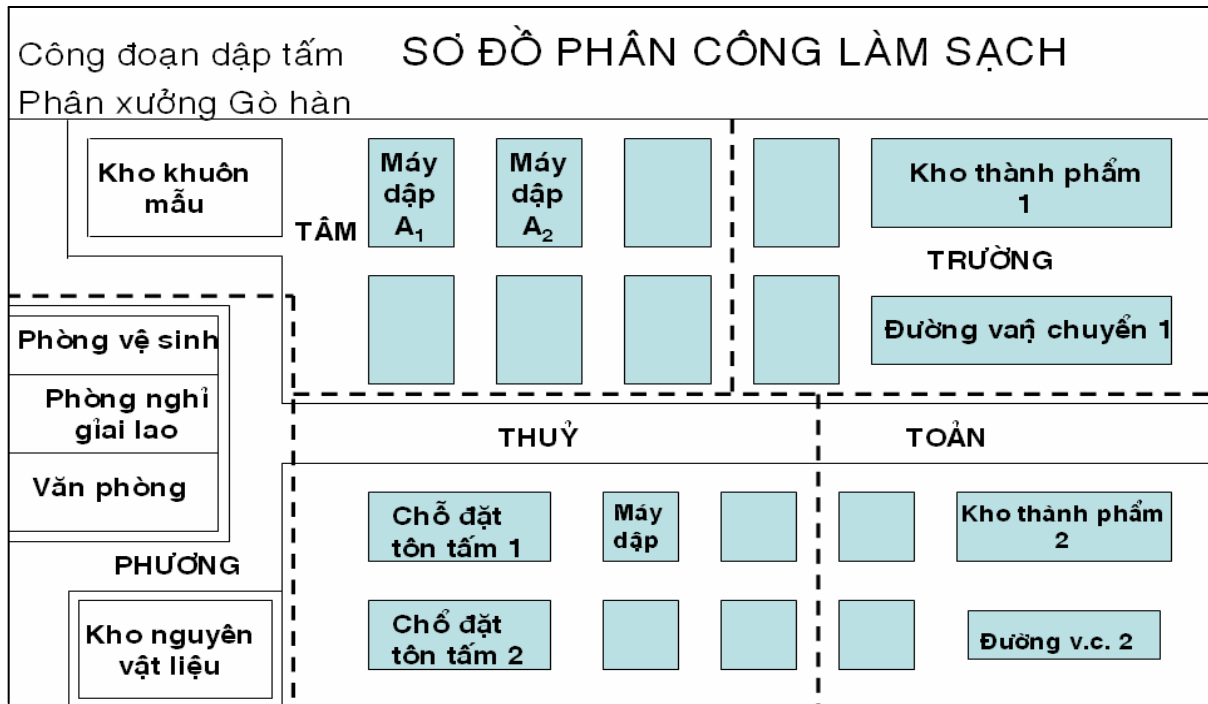 Công đoạn dập tấm
SƠ ĐỒ PHÂN CÔNG LÀM SẠCH
Phân xưởng Gò hàn
Kho khuôn
mẫu
TÂM
Máy
dập
A₁
Máy
dập
A₂
Kho thành phẩm
1
TRƯỜNG
Đường vận chuyển 1
Phòng vệ sinh
Phòng nghỉ
giải lao
Văn phòng
PHƯƠNG
Kho nguyên
vật liệu
THUỶ
TOẢN
Chỗ đặt
tôn tấm 1
Máy
dập
Kho thành phẩm
2
Chổ đặt
tôn tấm 2
Đường v.c. 2